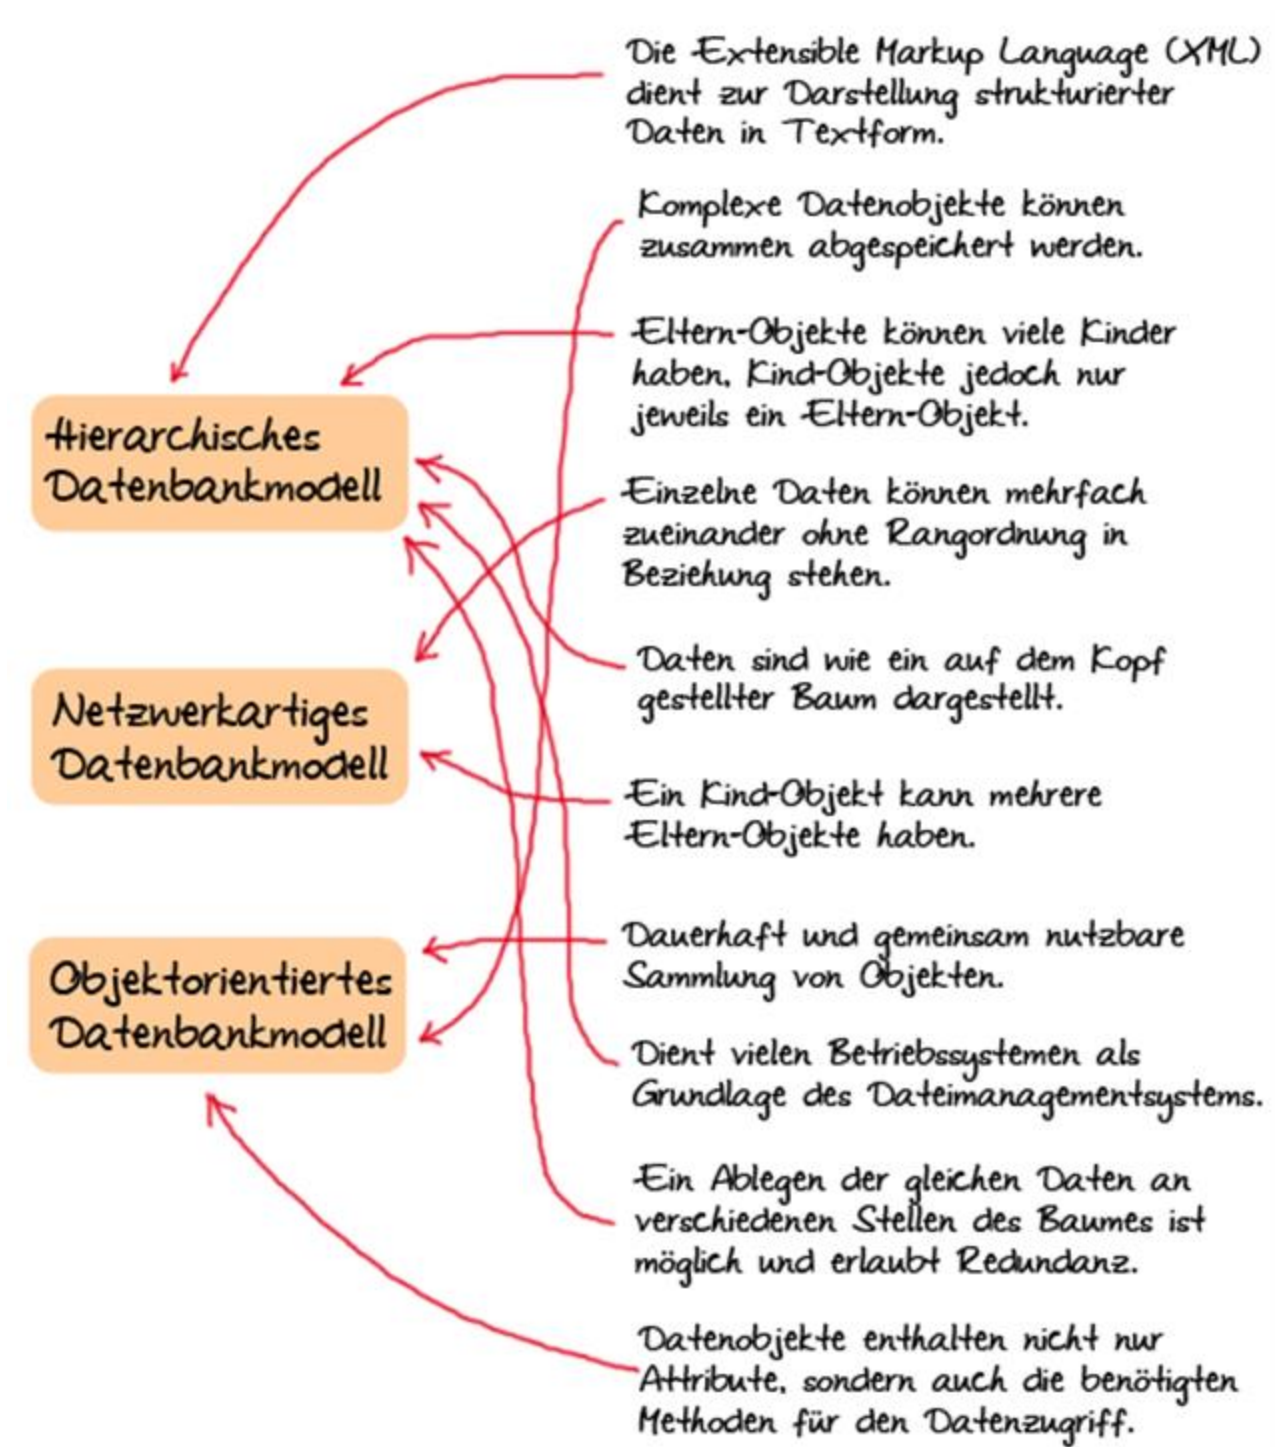 Die Extensible Markup Language (XML)
dient zur Darstellung strukturierter
Daten in Textform.
Komplexe Datenobjekte können
zusammen abgespeichert werden.
Eltern-Objekte können viele Kinder
haben, Kind-Objekte jedoch nur
jeweils ein Eltern-Objekt.
Hierarchisches
Datenbankmodell
Einzelne Daten können mehrfach
zueinander ohne Rangordnung in
Beziehung stehen.
Daten sind wie ein auf dem Kopf
gestellter Baum dargestellt.
Netzwerkartiges
Datenbankmodell
Ein Kind-Objekt kann mehrere
Eltern-Objekte haben.
Dauerhaft und gemeinsam nutzbare
Sammlung von Objekten.
Objektorientiertes
Datenbankmodell
Dient vielen Betriebssystemen als
Grundlage des Dateimanagementsystems.
Ein Ablegen der gleichen Daten an
verschiedenen Stellen des Baumes ist
möglich und erlaubt Redundanz.
Datenobjekte enthalten nicht nur
Attribute, sondern auch die benötigten
Methoden für den Datenzugriff.